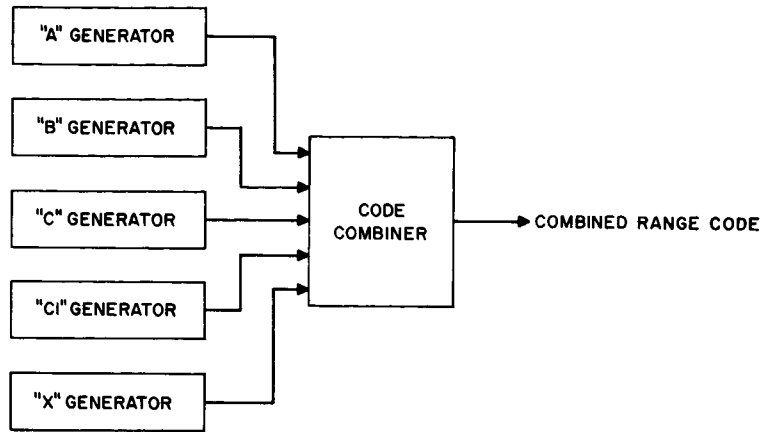 "A" GENERATOR
"B" GENERATOR
"C" GENERATOR
"CI" GENERATOR
"X" GENERATOR
CODE
COMBINER
COMBINED RANGE CODE